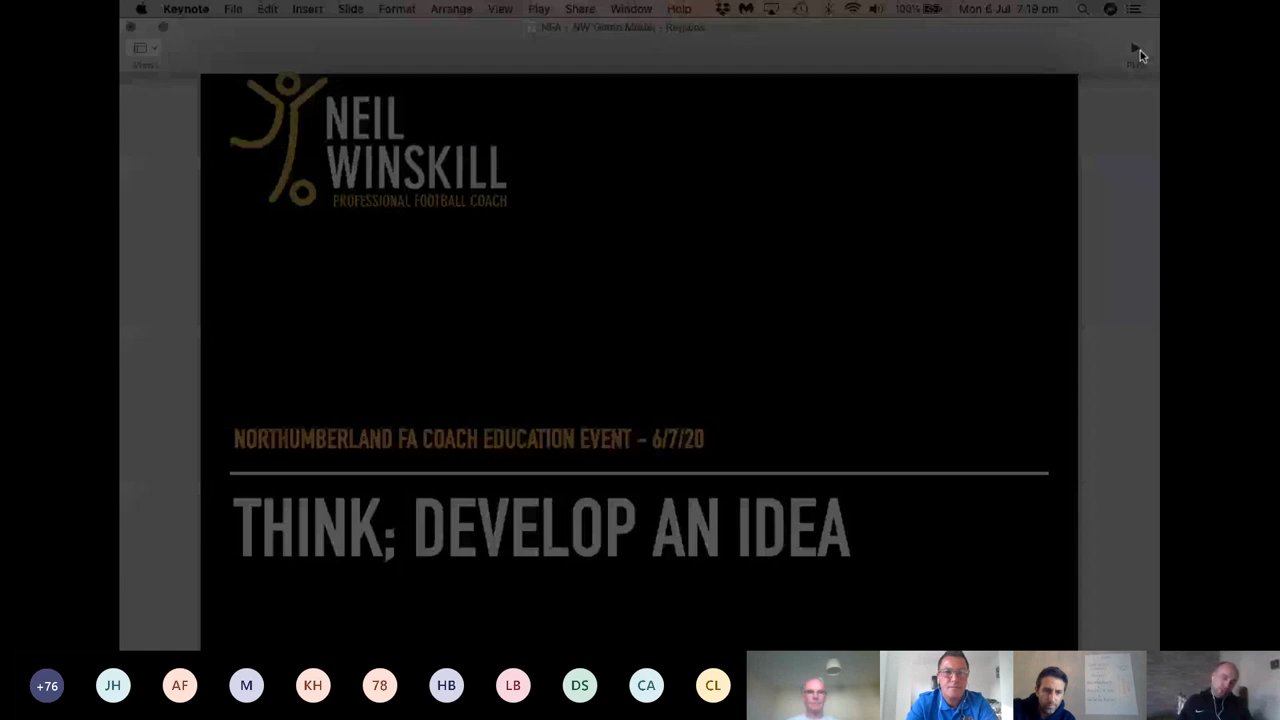 Keynote File Edit Insert Slide Format Arrange View Play Share Window Help 100% Mon 6 Jul 7:19 pm
NEIL
WINSKILL
PROFESSIONAL FOOTBALL COACH
NORTHUMBERLAND FA COACH EDUCATION EVENT - 6/7/20
THINK; DEVELOP AN IDEA
+76 JH AF M KH 78 HB LB DS CA CL